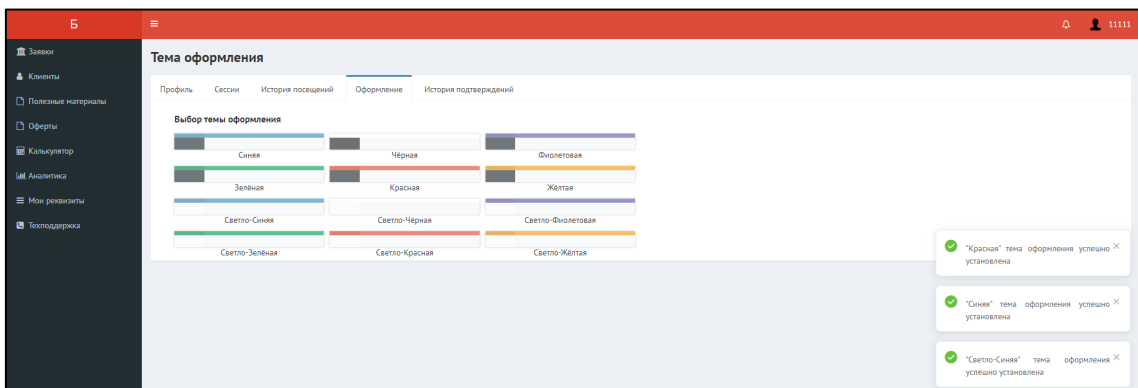 Б
11111
Заявки
Клиенты
Полезные материалы
Оферты
Калькулятор
Аналитика
Мои реквизиты
Техподдержка
Тема оформления
Профиль Сессии История посещений Оформление История подтверждений
Выбор темы оформления
Синяя Чёрная Фиолетовая
Зелёная Красная Жёлтая
Светло-Синяя Светло-Чёрная Светло-Фиолетовая
Светло-Зелёная Светло-Красная Светло-Жёлтая
"Красная" тема оформления успешно
установлена
"Синяя" тема оформления успешно
установлена
"Светло-Синяя" тема оформления
успешно установлена